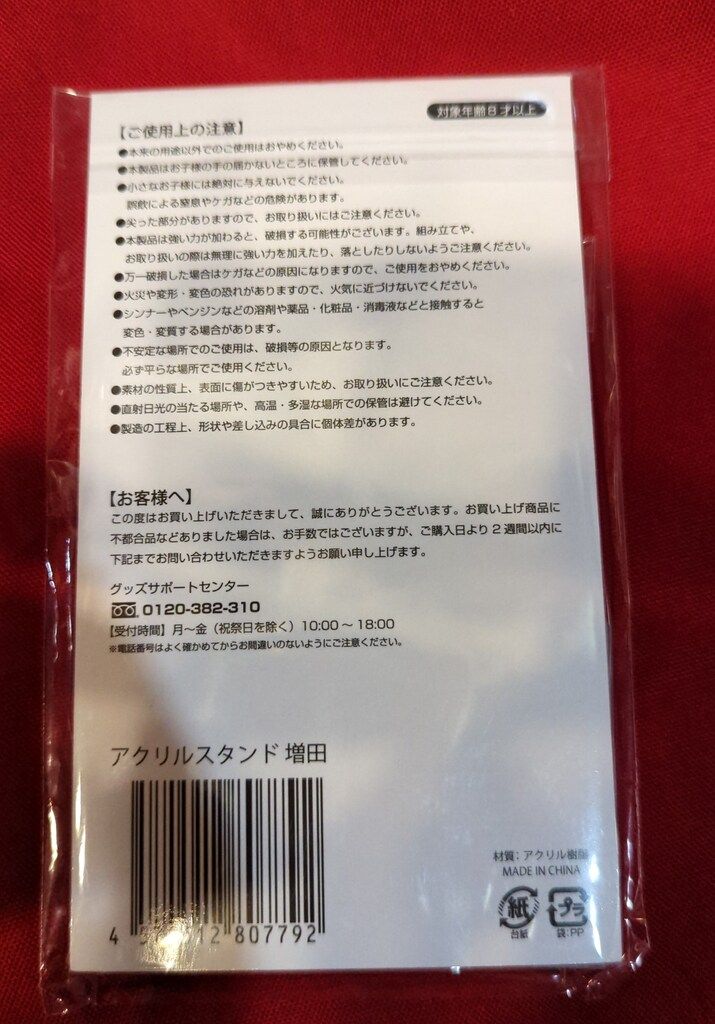 対象年齢8才以上
【ご使用上の注意】
●本来の用途以外でのご使用はおやめください。
●本製品はお子様の手の届かないところに保管してください。
●小さなお子様には絶対に与えないでください。
誤飲による窒息やケガなどの危険があります。
●尖った部分がありますので、お取り扱いにはご注意ください。
●本製品は強い力が加わると、破損する可能性がございます。組み立てや、
お取り扱いの際は無理に強い力を加えたり、落としたりしないようご注意ください。
●万一破損した場合はケガなどの原因になりますので、ご使用をおやめください。
●火災や変形・変色の恐れがありますので、火気に近づけないでください。
●シンナーやベンジンなどの溶剤や薬品・化粧品・消毒液などと接触すると
変色・変質する場合があります。
●不安定な場所でのご使用は、破損等の原因となります。
必ず平らな場所でご使用ください。
●素材の性質上、表面に傷がつきやすいため、お取り扱いにご注意ください。
●直射日光の当たる場所や、高温・多湿な場所での保管は避けてください。
●製造の工程上、形状や差し込みの具合に個体差があります。
【お客様へ】
この度はお買い上げいただきまして、誠にありがとうございます。お買い上げ商品に
不都合品などありました場合は、お手数ではございますが、ご購入日より2週間以内に
下記までお問い合わせいただきますようお願い申し上げます。
グッズサポートセンター
0120-382-310
【受付時間】月〜金（祝祭日を除く）10:00〜18:00
※電話番号はよく確かめてからお間違いのないようにご注意ください。
アクリルスタンド 増田
材質：アクリル樹脂
MADE IN CHINA
紙 プラ
台紙 袋:PP
4 12 807792